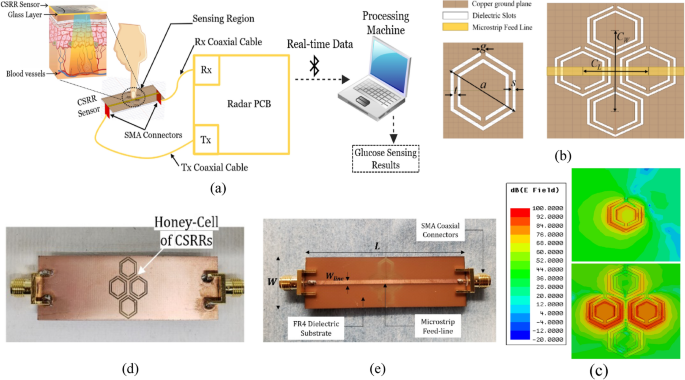 CSRR Sensor
Glass Layer
Blood vessels
Sensing Region
Rx Coaxial Cable
CSRR
Sensor
SMA Connectors
Tx Coaxial Cable
Rx
Radar PCB
Tx
Real-time Data
Processing
Machine
Glucose Sensing
Results
(a)
Copper ground plane
Dielectric Slots
Microstrip Feed Line
g
t
a
s
C_W
C_L
(b)
dB(E Field)
100.0000
92.0000
84.0000
76.0000
68.0000
60.0000
52.0000
44.0000
36.0000
28.0000
20.0000
12.0000
4.0000
-4.0000
-12.0000
-20.0000
(c)
Honey-Cell
of CSRRs
(d)
L
W
W_line
SMA Coaxial
Connectors
FR4 Dielectric
Substrate
Microstrip
Feed-line
(e)